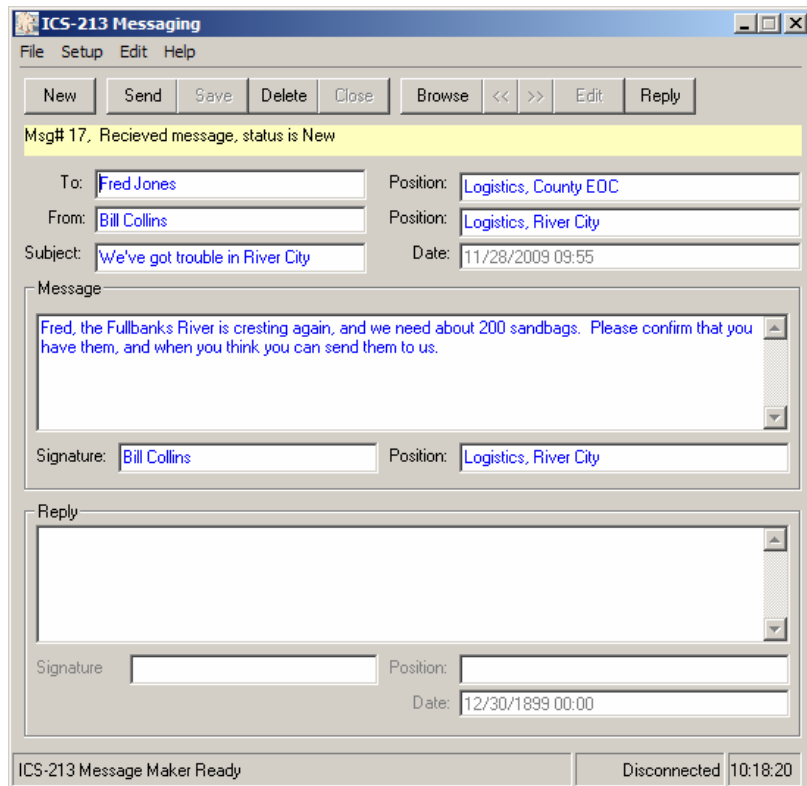 ICS-213 Messaging
File Setup Edit Help
New Send Save Delete Close Browse << >> Edit Reply
Msg# 17, Recieved message, status is New
To: Fred Jones Position: Logistics, County EOC
From: Bill Collins Position: Logistics, River City
Subject: We've got trouble in River City Date: 11/28/2009 09:55
Message
Fred, the Fullbanks River is cresting again, and we need about 200 sandbags. Please confirm that you
have them, and when you think you can send them to us.
Signature: Bill Collins Position: Logistics, River City
Reply
Signature Position:
Date: 12/30/1899 00:00
ICS-213 Message Maker Ready Disconnected 10:18:20